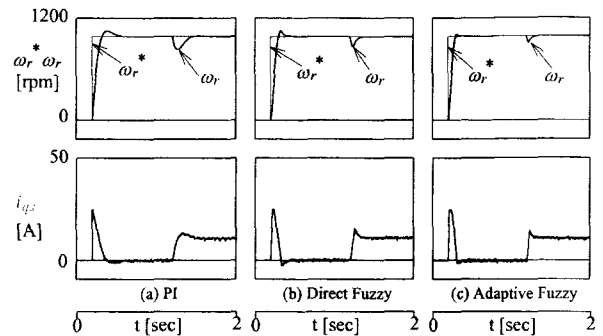 1200
ω_r^* ω_r
[rpm]
0
ω_r^*
ω_r
ω_r^*
ω_r
ω_r^*
ω_r
50
i_qs
[A]
0
(a) PI
(b) Direct Fuzzy
(c) Adaptive Fuzzy
0 t [sec] 2
0 t [sec] 2
0 t [sec] 2